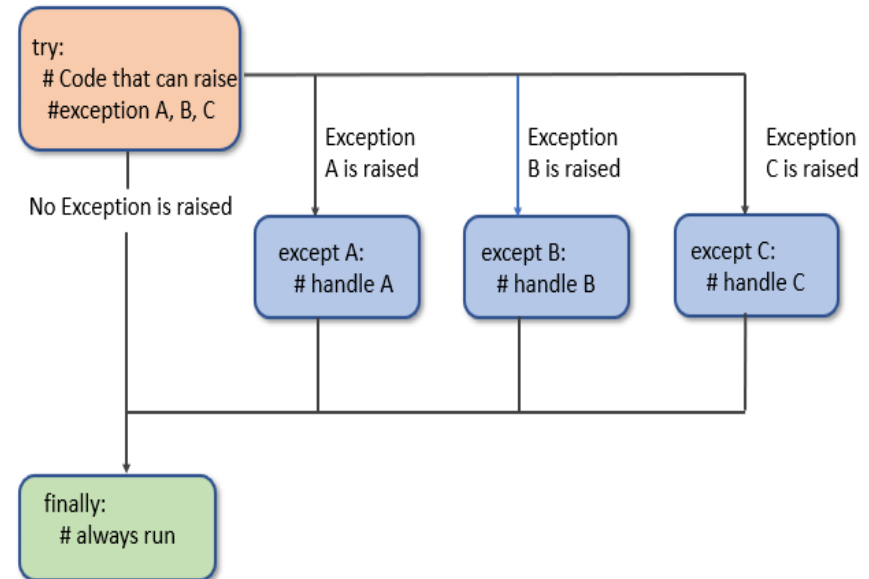 try:
# Code that can raise
#exception A, B, C
Exception
A is raised
Exception
B is raised
Exception
C is raised
No Exception is raised
except A:
# handle A
except B:
# handle B
except C:
# handle C
finally:
# always run